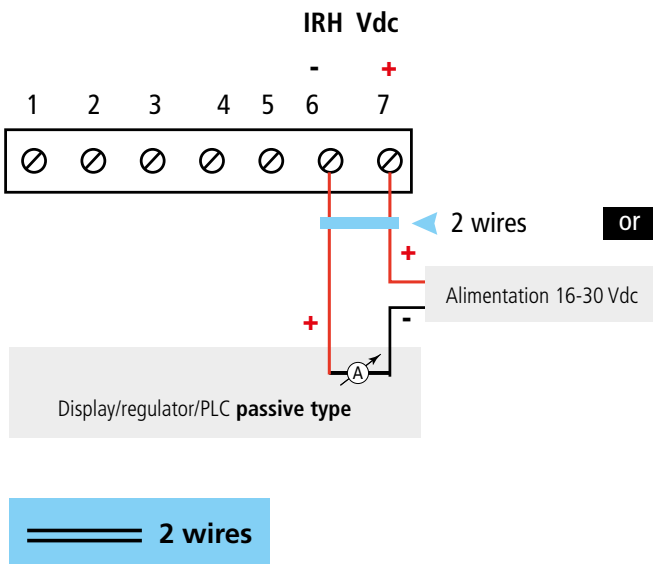 IRH Vdc
- +
1 2 3 4 5 6 7
2 wires or
+
Alimentation 16-30 Vdc
+ -
A
Display/regulator/PLC passive type
2 wires